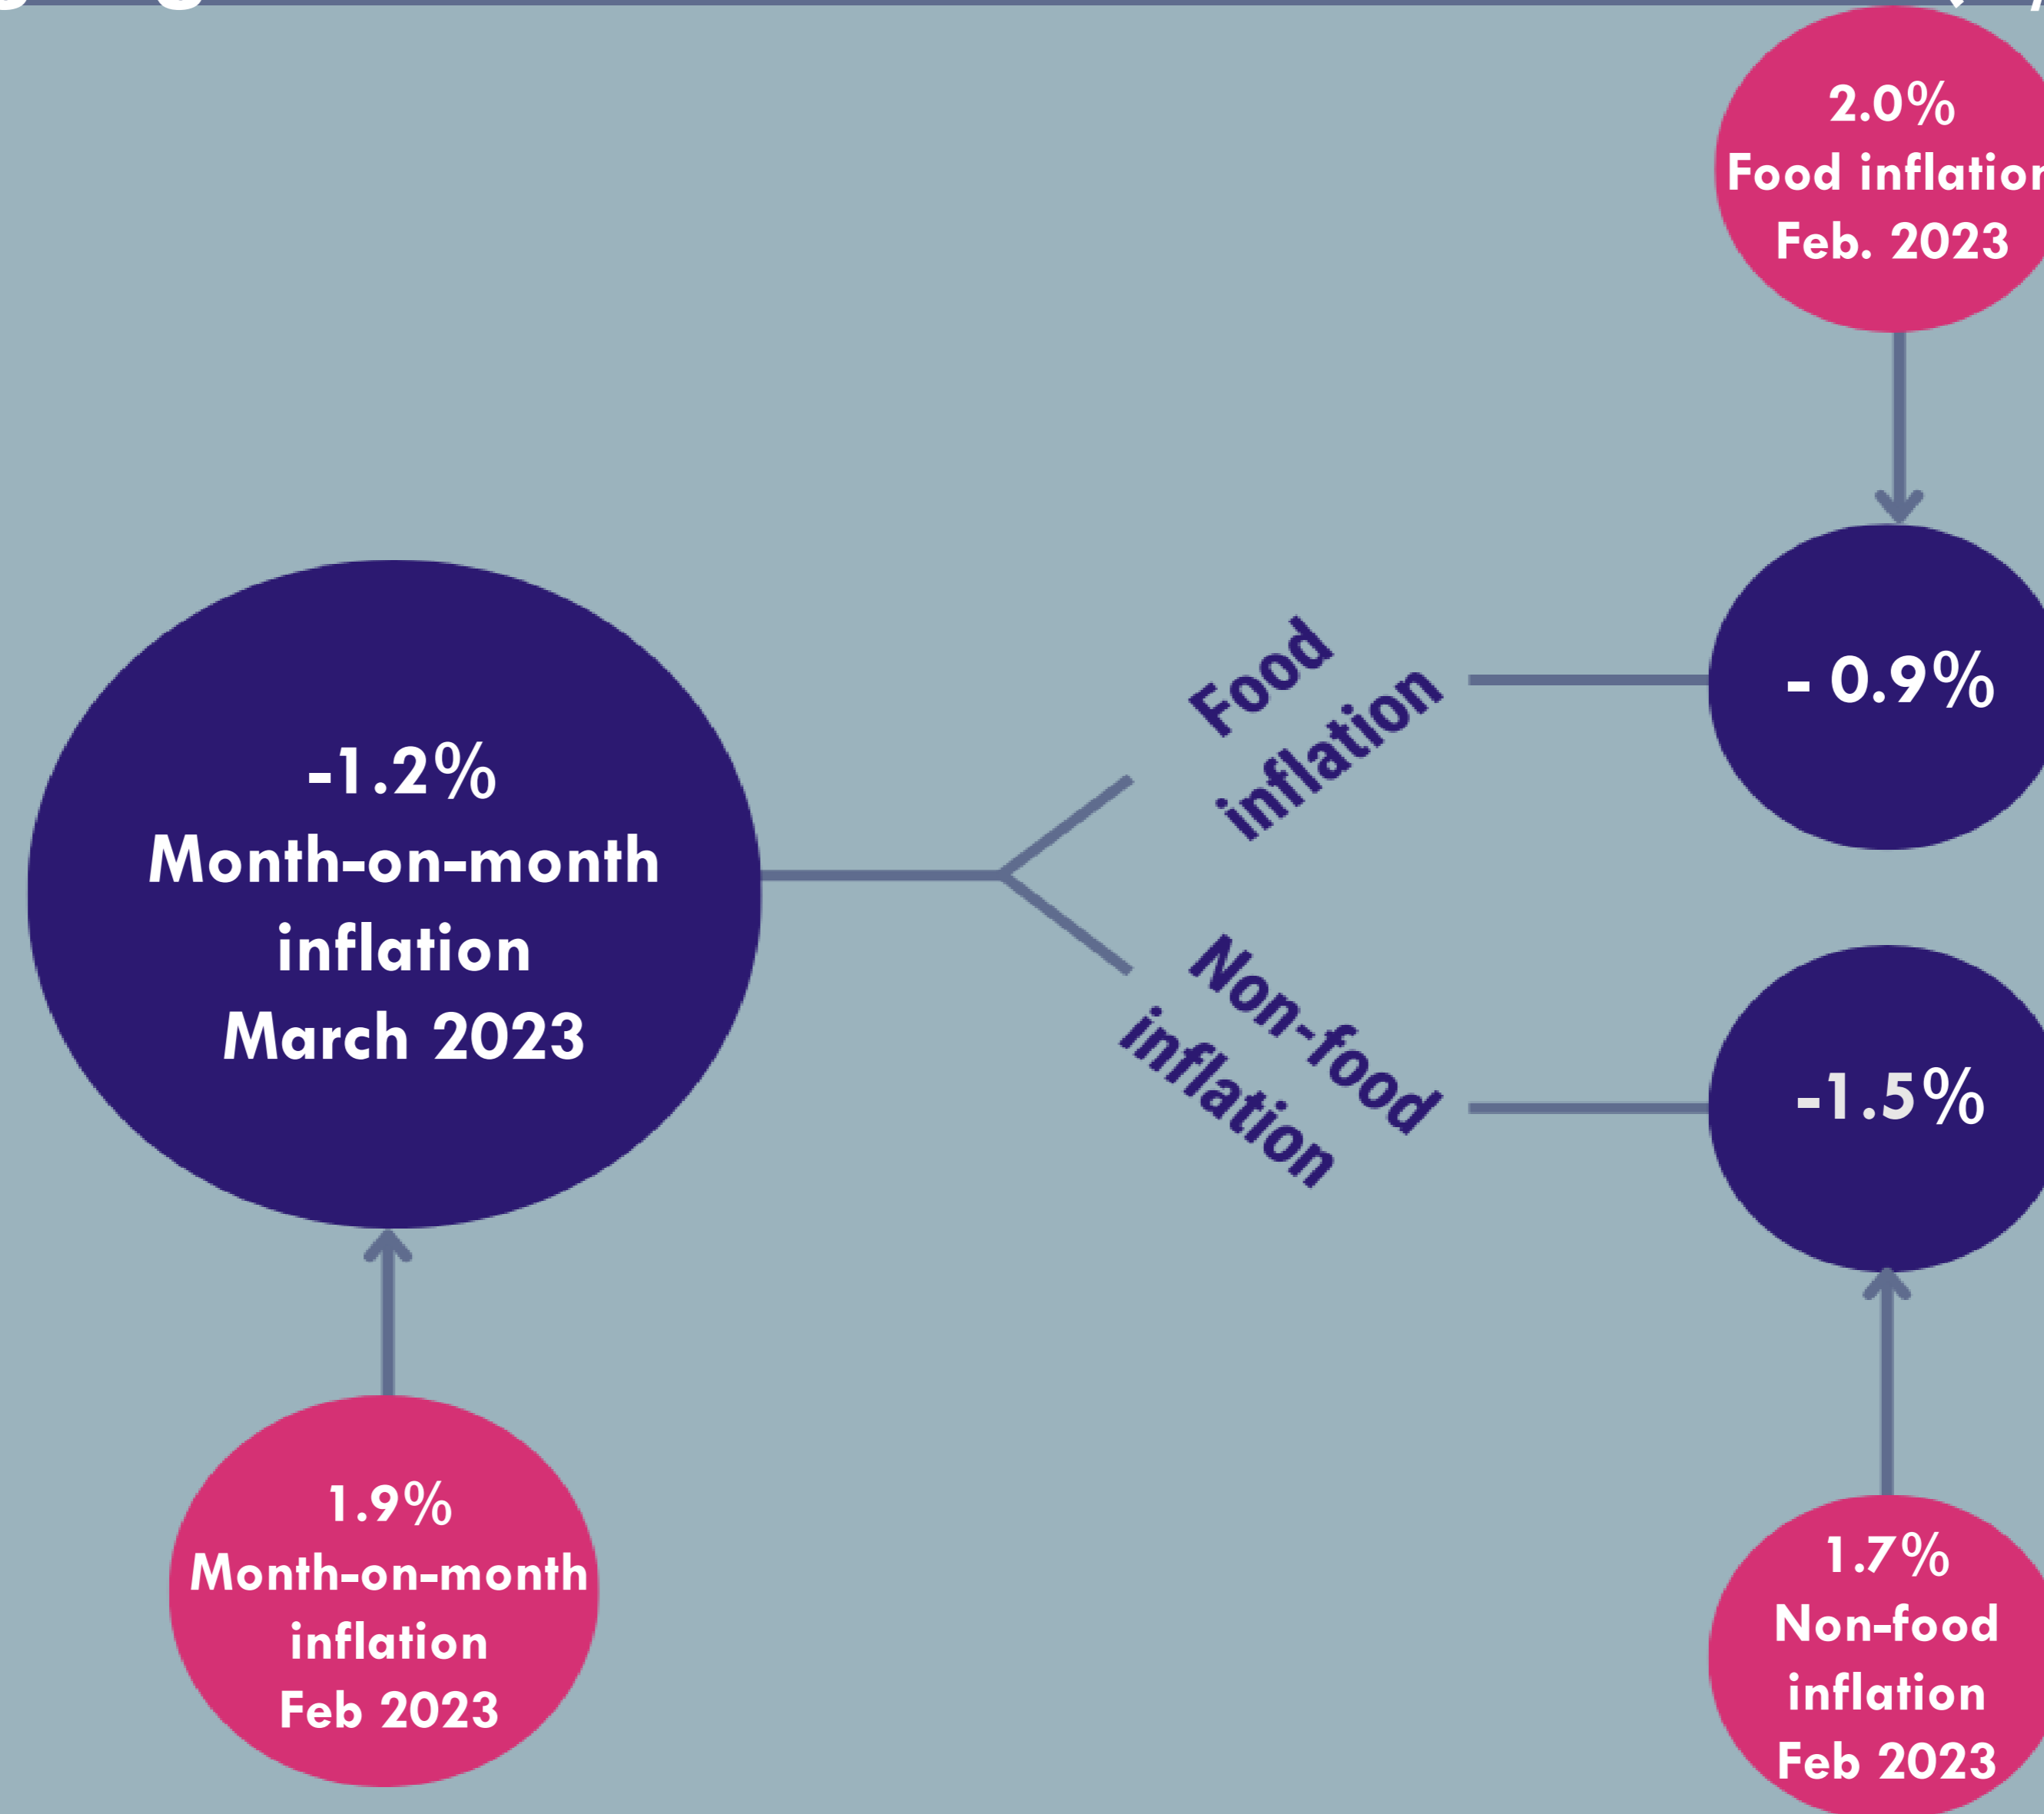 2.0%
Food inflation
Feb. 2023
Food
inflation
- 0.9%
-1.2%
Month-on-month
inflation
March 2023
Non-food
inflation
-1.5%
1.9%
Month-on-month
inflation
Feb 2023
1.7%
Non-food
inflation
Feb 2023